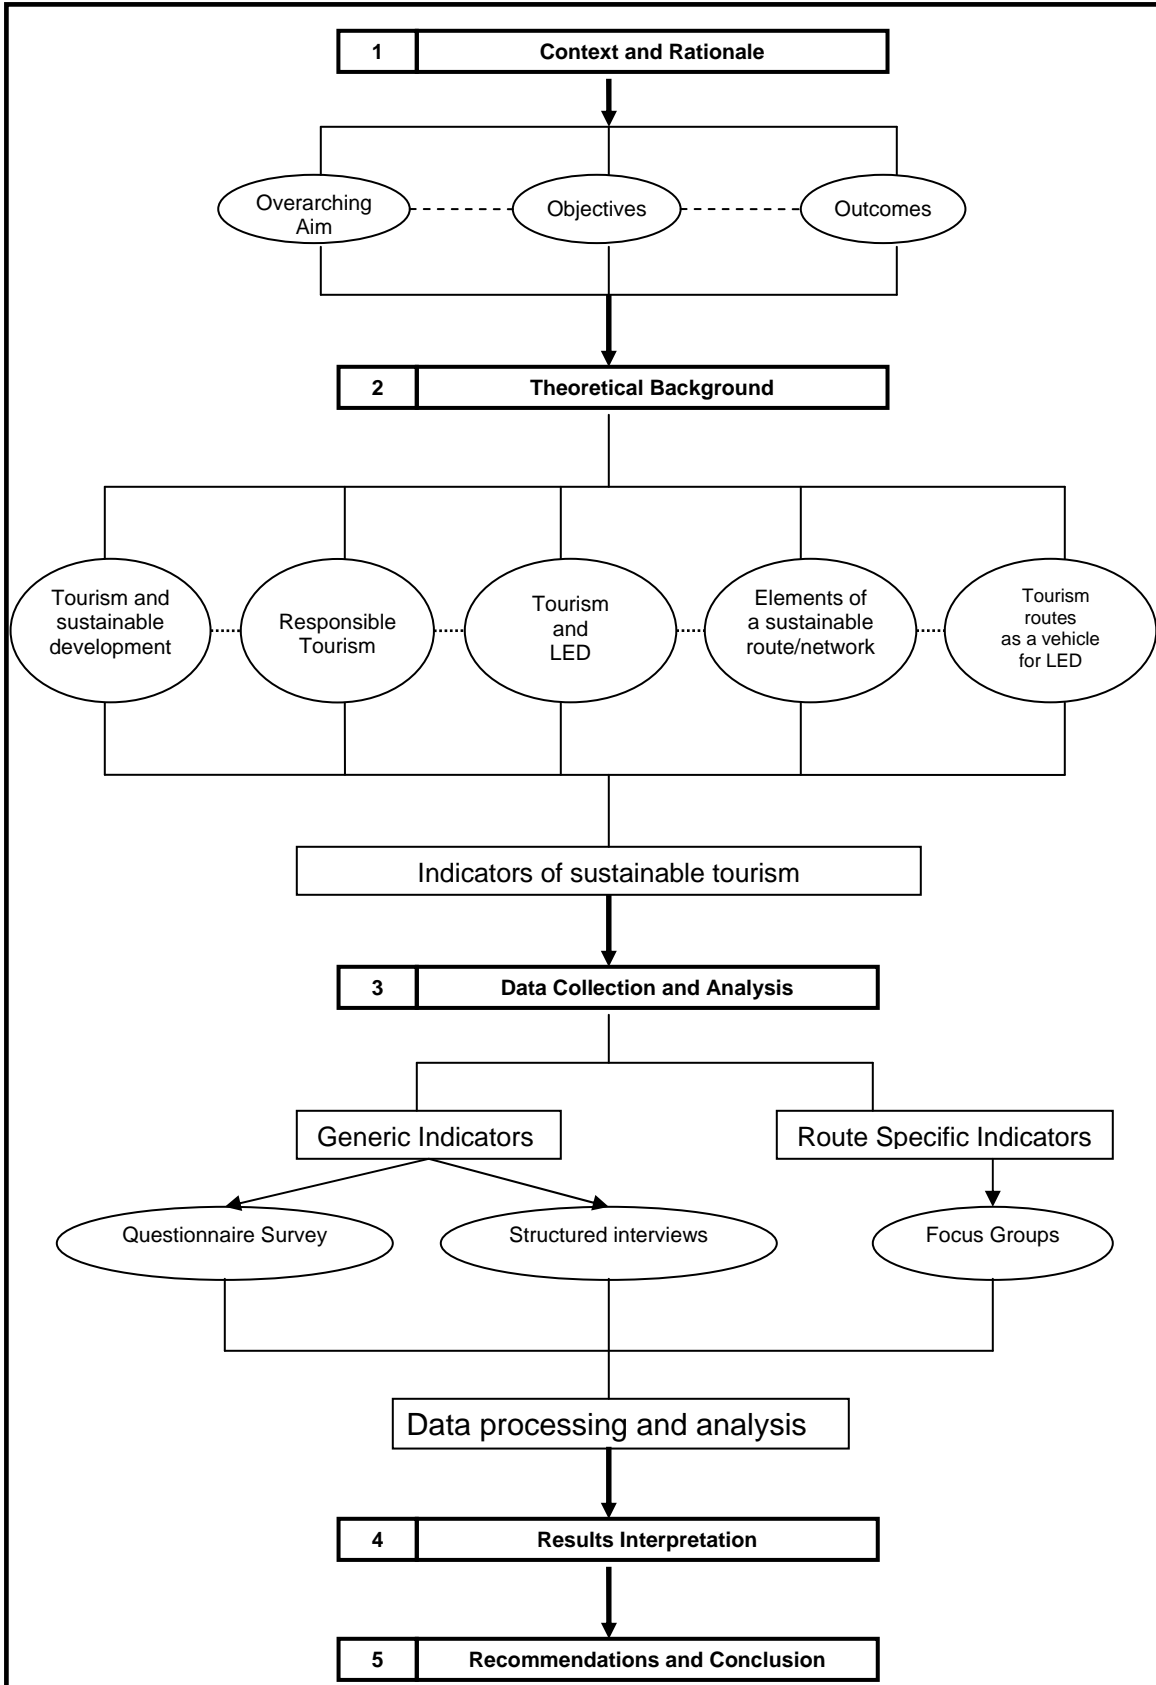 1 Context and Rationale
Overarching
Aim
Objectives
Outcomes
2 Theoretical Background
Tourism and
sustainable
development
Responsible
Tourism
Tourism
and
LED
Elements of
a sustainable
route/network
Tourism
routes
as a vehicle
for LED
Indicators of sustainable tourism
3 Data Collection and Analysis
Generic Indicators
Route Specific Indicators
Questionnaire Survey
Structured interviews
Focus Groups
Data processing and analysis
4 Results Interpretation
5 Recommendations and Conclusion